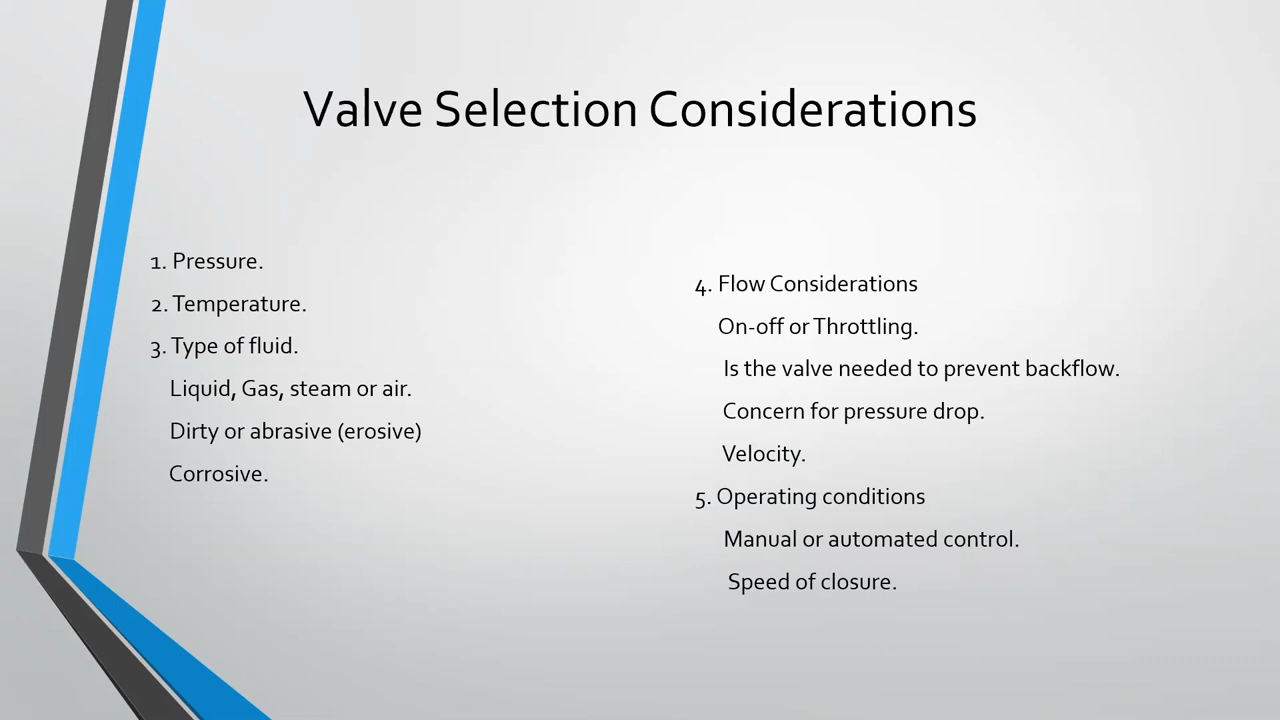 Valve Selection Considerations
1. Pressure.
2. Temperature.
3. Type of fluid.
Liquid, Gas, steam or air.
Dirty or abrasive (erosive)
Corrosive.
4. Flow Considerations
On-off or Throttling.
Is the valve needed to prevent backflow.
Concern for pressure drop.
Velocity.
5. Operating conditions
Manual or automated control.
Speed of closure.